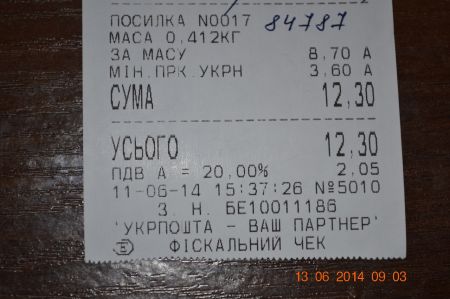 ПОСИЛКА N0017 84787
МАСА 0,412КГ
ЗА МАСУ 8,70 А
МІН.ПРК.УКРН 3,60 А
СУМА 12,30
УСЬОГО 12,30
ПДВ А = 20,00% 2,05
11-06-14 15:37:26 №5010
З. Н. БЕ10011186
"УКРПОШТА - ВАШ ПАРТНЕР"
ФІСКАЛЬНИЙ ЧЕК
13 06 2014 09 03